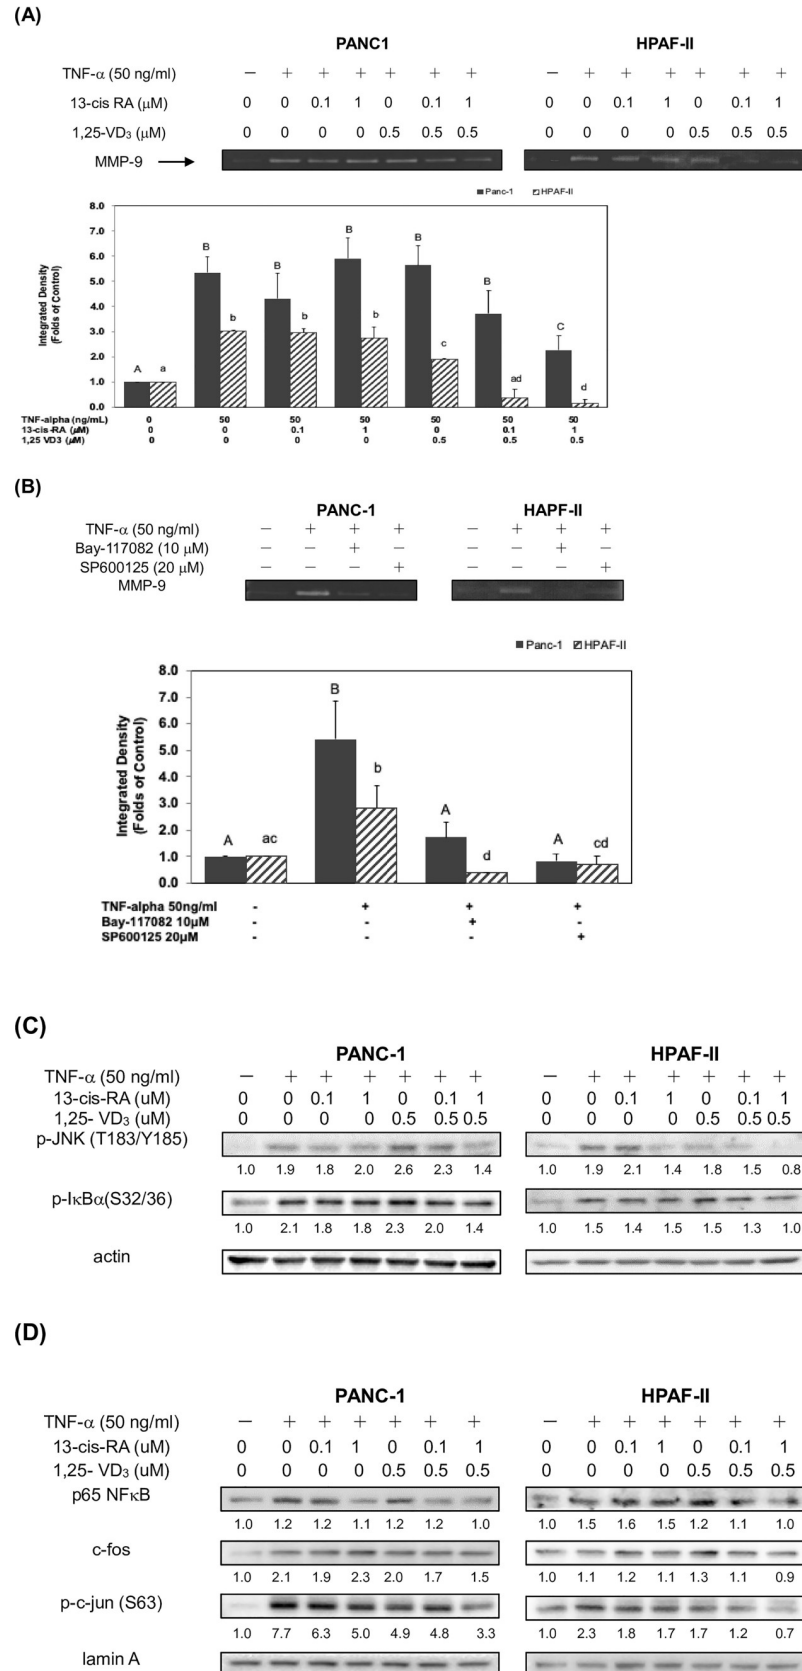 (A)
PANC1 HPAF-II
TNF-α (50 ng/ml) − + + + + + + − + + + + + +
13-cis RA (μM) 0 0 0.1 1 0 0.1 1 0 0 0.1 1 0 0.1 1
1,25-VD₃ (μM) 0 0 0 0 0.5 0.5 0.5 0 0 0 0 0.5 0.5 0.5
MMP-9
Panc-1 HPAF-II
Integrated Density
(Folds of Control)
8.0
7.0
6.0
5.0
4.0
3.0
2.0
1.0
0.0
A a B b B b B b B c B ad C d
TNF-alpha (ng/mL) 0 50 50 50 50 50 50
13-cis-RA (μM) 0 0 0.1 1 0 0.1 1
1,25 VD3 (μM) 0 0 0 0 0.5 0.5 0.5
(B)
PANC-1 HAPF-II
TNF-α (50 ng/ml) − + + + − + + +
Bay-117082 (10 μM) − − + − − − + −
SP600125 (20 μM) − − − + − − − +
MMP-9
Panc-1 HPAF-II
Integrated Density
(Folds of Control)
8.0
7.0
6.0
5.0
4.0
3.0
2.0
1.0
0.0
A ac B b A d A cd
TNF-alpha 50ng/ml - + + +
Bay-117082 10μM - - + -
SP600125 20μM - - - +
(C)
PANC-1 HPAF-II
TNF-α (50 ng/ml) − + + + + + + − + + + + + +
13-cis-RA (uM) 0 0 0.1 1 0 0.1 1 0 0 0.1 1 0 0.1 1
1,25- VD₃ (uM) 0 0 0 0 0.5 0.5 0.5 0 0 0 0 0.5 0.5 0.5
p-JNK (T183/Y185)
1.0 1.9 1.8 2.0 2.6 2.3 1.4 1.0 1.9 2.1 1.4 1.8 1.5 0.8
p-IκBα(S32/36)
1.0 2.1 1.8 1.8 2.3 2.0 1.4 1.0 1.5 1.4 1.5 1.5 1.3 1.0
actin
(D)
PANC-1 HPAF-II
TNF-α (50 ng/ml) − + + + + + + − + + + + + +
13-cis-RA (uM) 0 0 0.1 1 0 0.1 1 0 0 0.1 1 0 0.1 1
1,25- VD₃ (uM) 0 0 0 0 0.5 0.5 0.5 0 0 0 0 0.5 0.5 0.5
p65 NFκB
1.0 1.2 1.2 1.1 1.2 1.2 1.0 1.0 1.5 1.6 1.5 1.2 1.1 1.0
c-fos
1.0 2.1 1.9 2.3 2.0 1.7 1.5 1.0 1.1 1.2 1.1 1.3 1.1 0.9
p-c-jun (S63)
1.0 7.7 6.3 5.0 4.9 4.8 3.3 1.0 2.3 1.8 1.7 1.7 1.2 0.7
lamin A